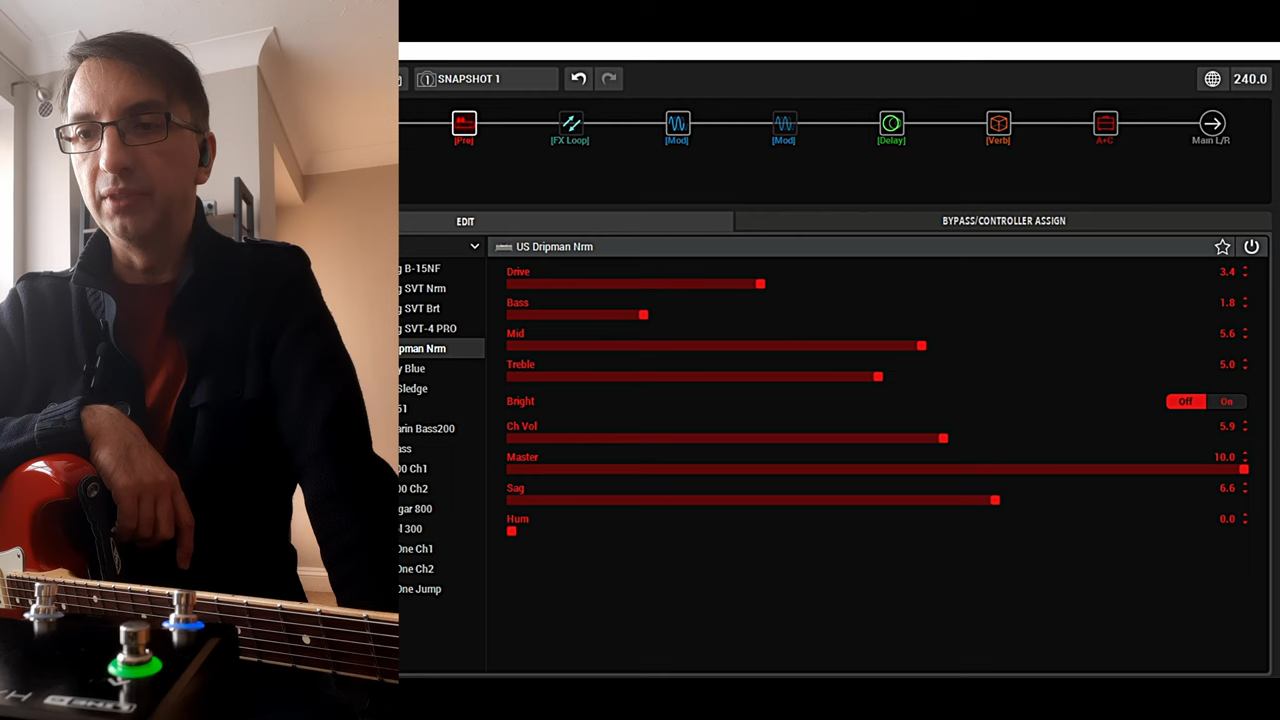 SNAPSHOT 1
240.0
[Pre] [FX Loop] [Mod] [Mod] [Delay] [Verb] A+C Main L/R
EDIT
BYPASS/CONTROLLER ASSIGN
US Dripman Nrm
g B-15NF
g SVT Nrm
g SVT Brt
g SVT-4 PRO
ipman Nrm
y Blue
Sledge
51
arin Bass200
ass
00 Ch1
00 Ch2
gar 800
l 300
One Ch1
One Ch2
One Jump
Drive 3.4
Bass 1.8
Mid 5.6
Treble 5.0
Bright Off On
Ch Vol 5.9
Master 10.0
Sag 6.6
Hum 0.0